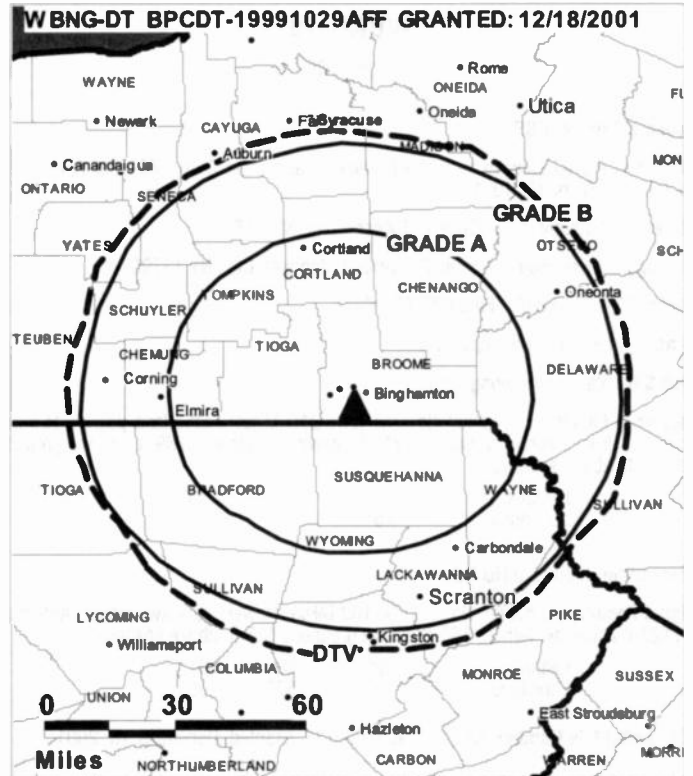 WBNG-DT BPCDT-19991029AFF GRANTED: 12/18/2001
Rome
WAYNE
ONEIDA
Utica
Newark
CAYUGA
Syracuse
Oneida
MADISON
Auburn
Canandaigua
ONTARIO
SENECA
GRADE B
YATES
Cortland
GRADE A
OTSEGO
CORTLAND
CHENANGO
Oneonta
TOMPKINS
SCHUYLER
TEUBEN
TIOGA
CHEMUNG
BROOME
DELAWARE
Corning
Binghamton
Elmira
SUSQUEHANNA
TIOGA
BRADFORD
WAYNE
SULLIVAN
WYOMING
Carbondale
LACKAWANNA
SULLIVAN
Scranton
LYCOMING
PIKE
Kingston
Williamsport
DTV
COLUMBIA
MONROE
SUSSEX
UNION
0 30 60
East Stroudsburg
Hazleton
Miles
CARBON
WARREN
NORTHUMBERLAND